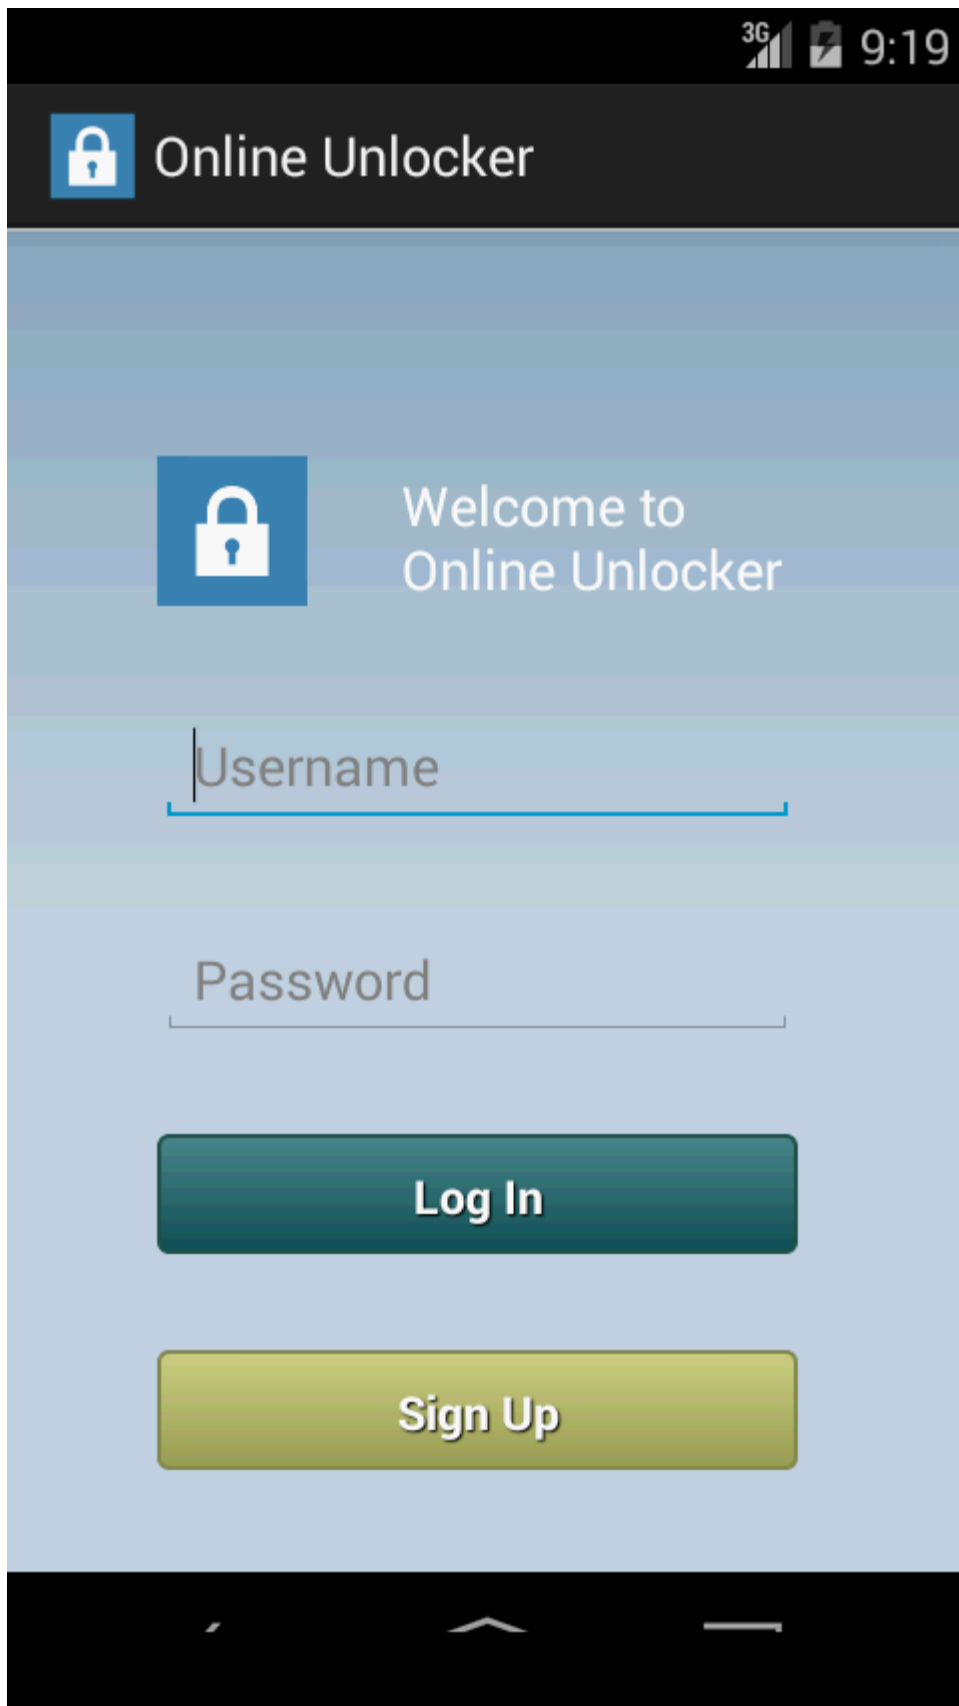 3G 9:19
Online Unlocker
Welcome to
Online Unlocker
Username
Password
Log In
Sign Up